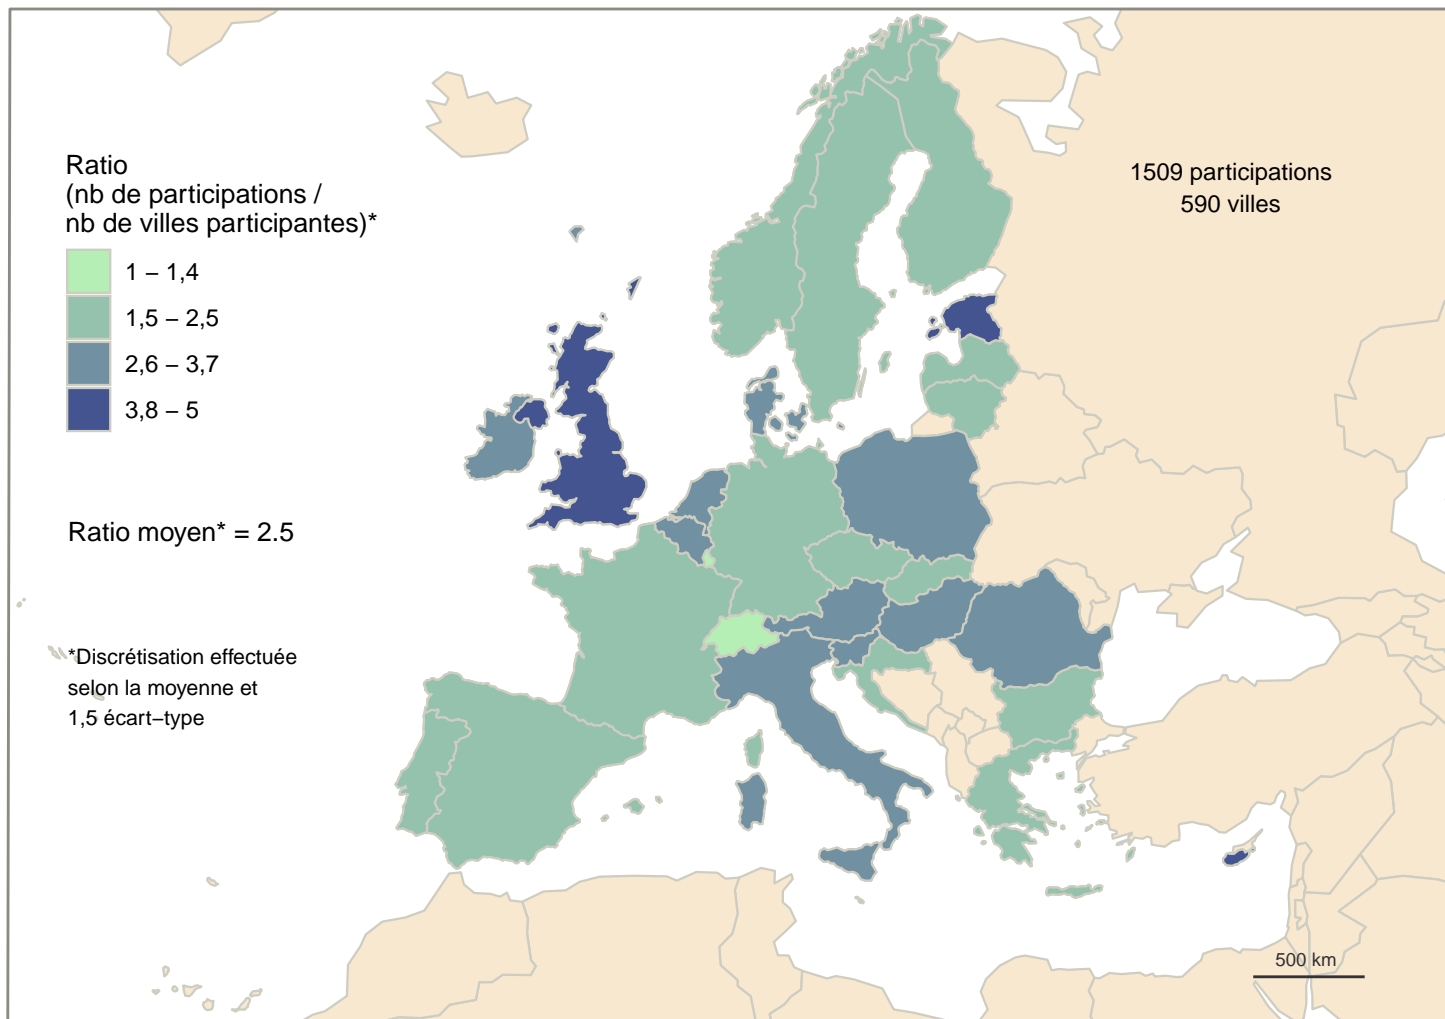 Ratio
(nb de participations /
nb de villes participantes)*
1 − 1,4
1,5 − 2,5
2,6 − 3,7
3,8 − 5
Ratio moyen* = 2.5
*Discrétisation effectuée
selon la moyenne et
1,5 écart−type
1509 participations
590 villes
500 km